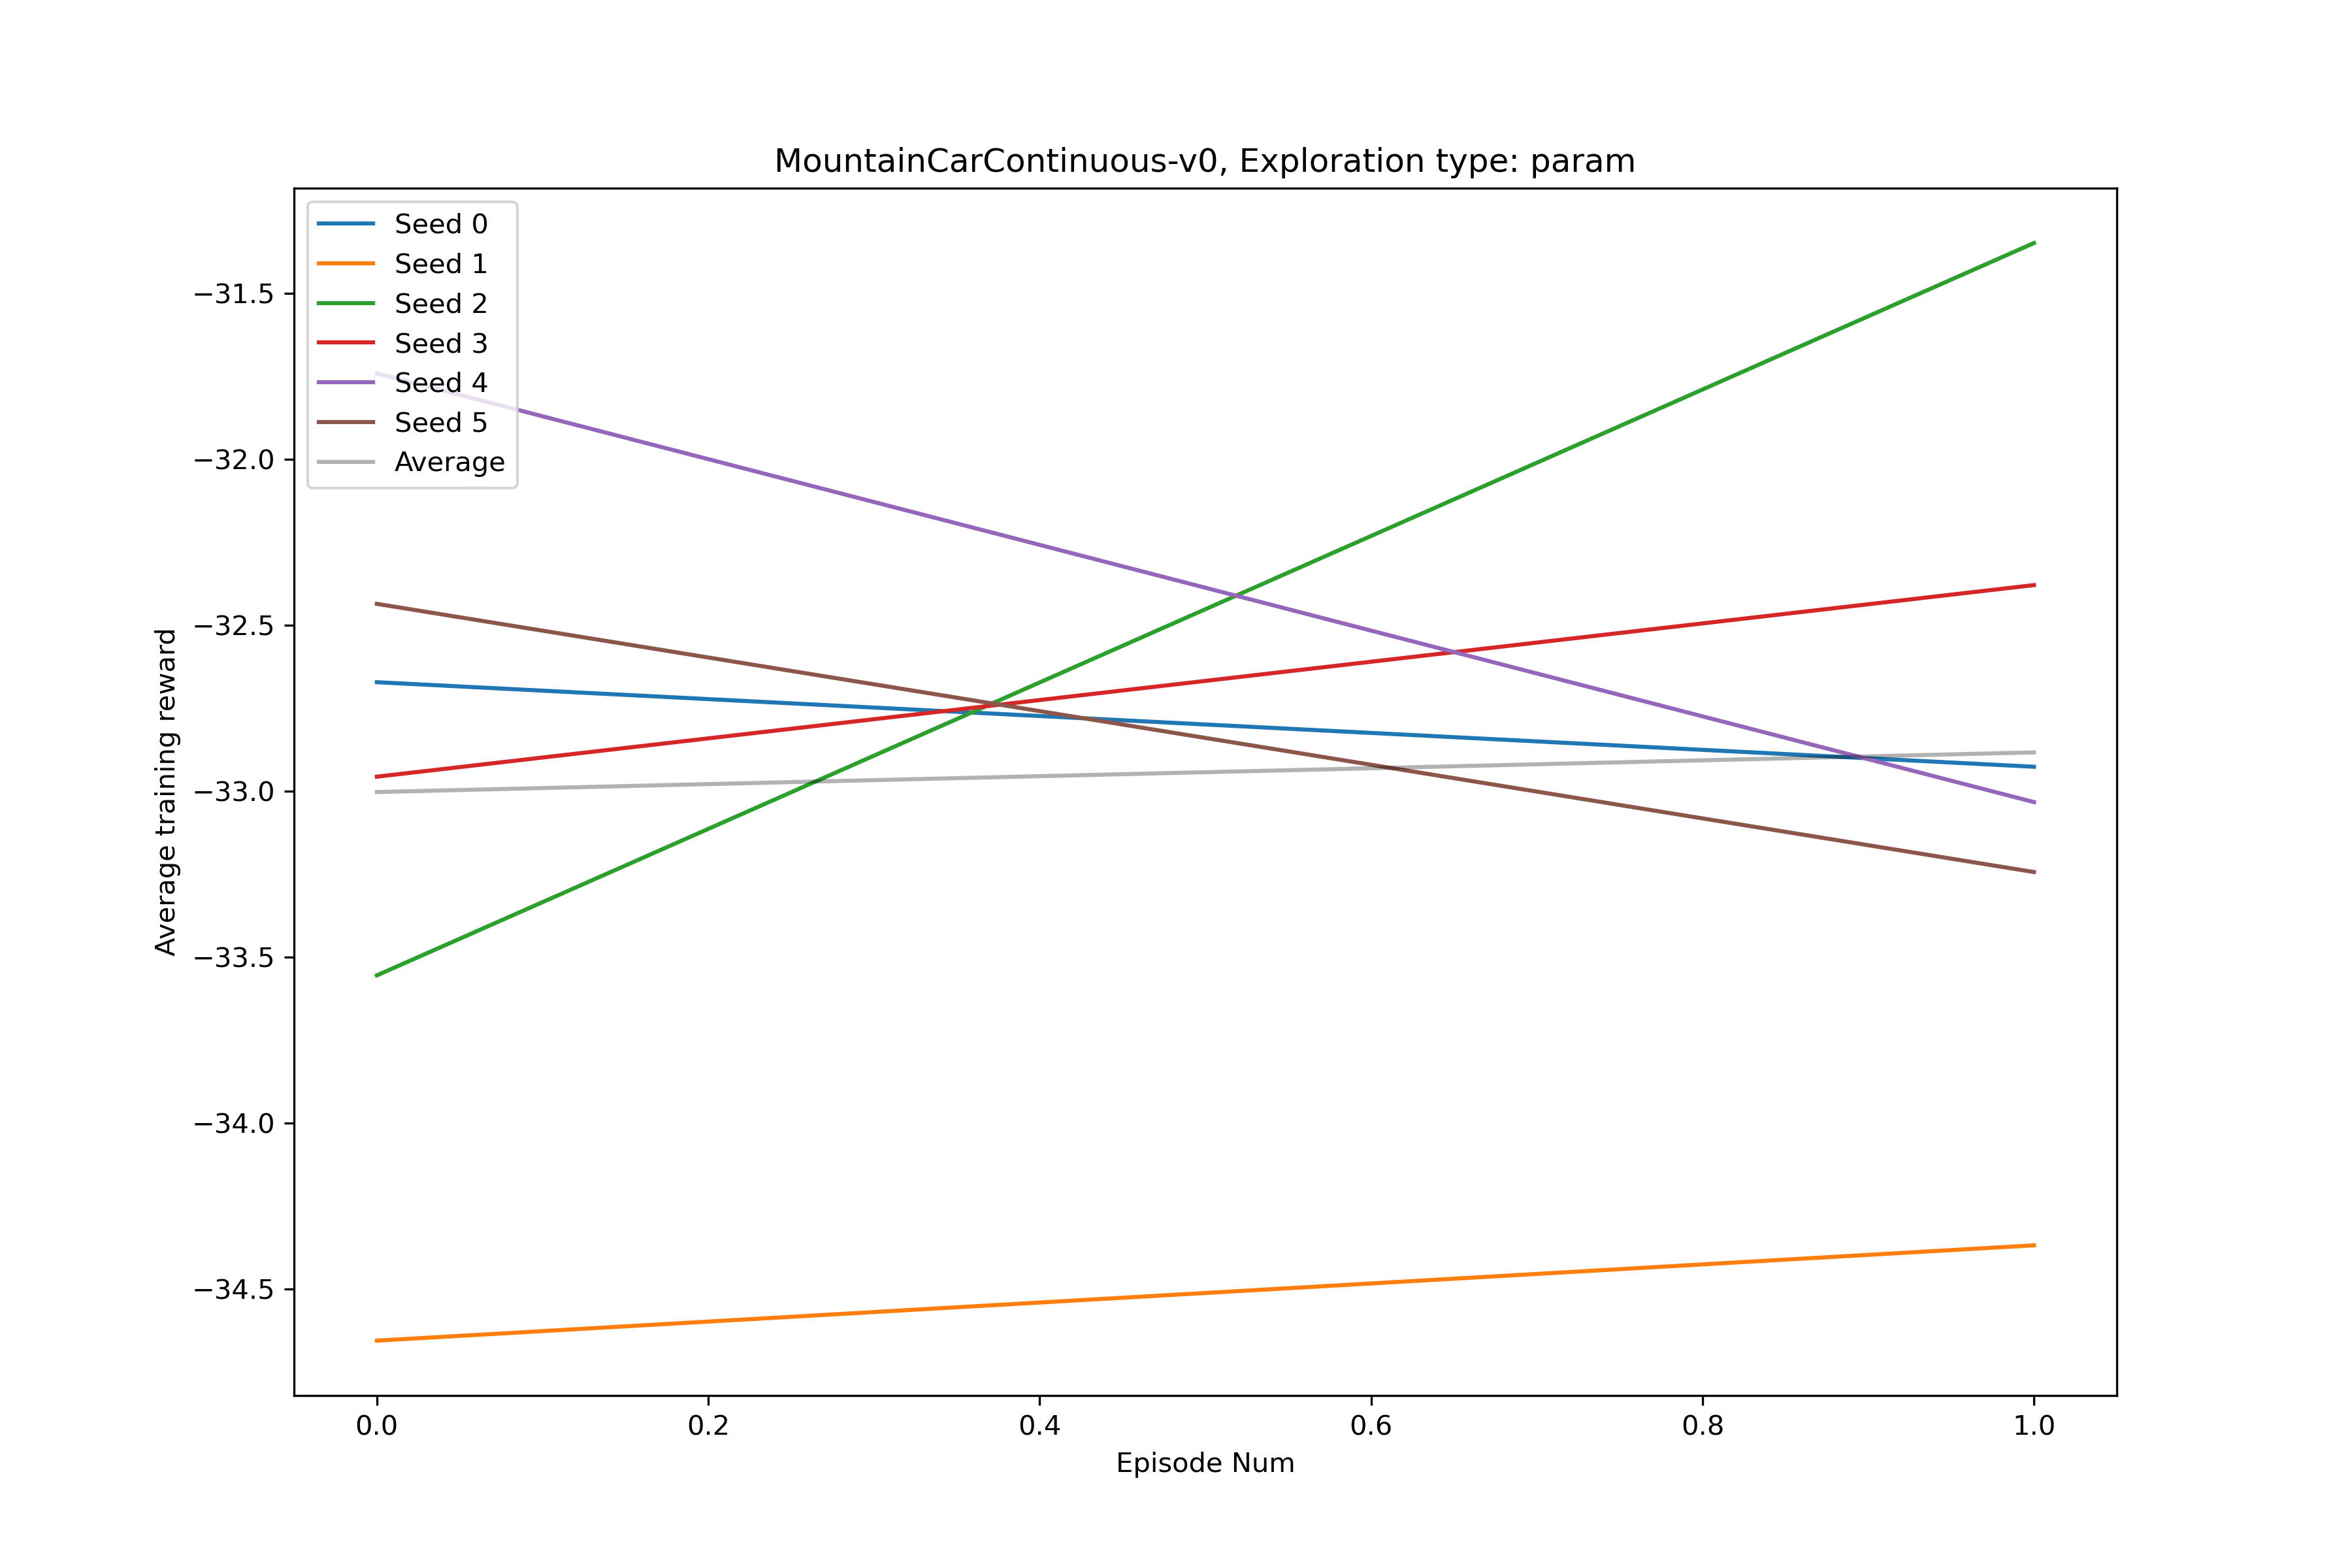 MountainCarContinuous-v0, Exploration type: param
Seed 0
Seed 1
Seed 2
Seed 3
Seed 4
Seed 5
Average
−31.5
−32.0
−32.5
−33.0
−33.5
−34.0
−34.5
Average training reward
0.0 0.2 0.4 0.6 0.8 1.0
Episode Num